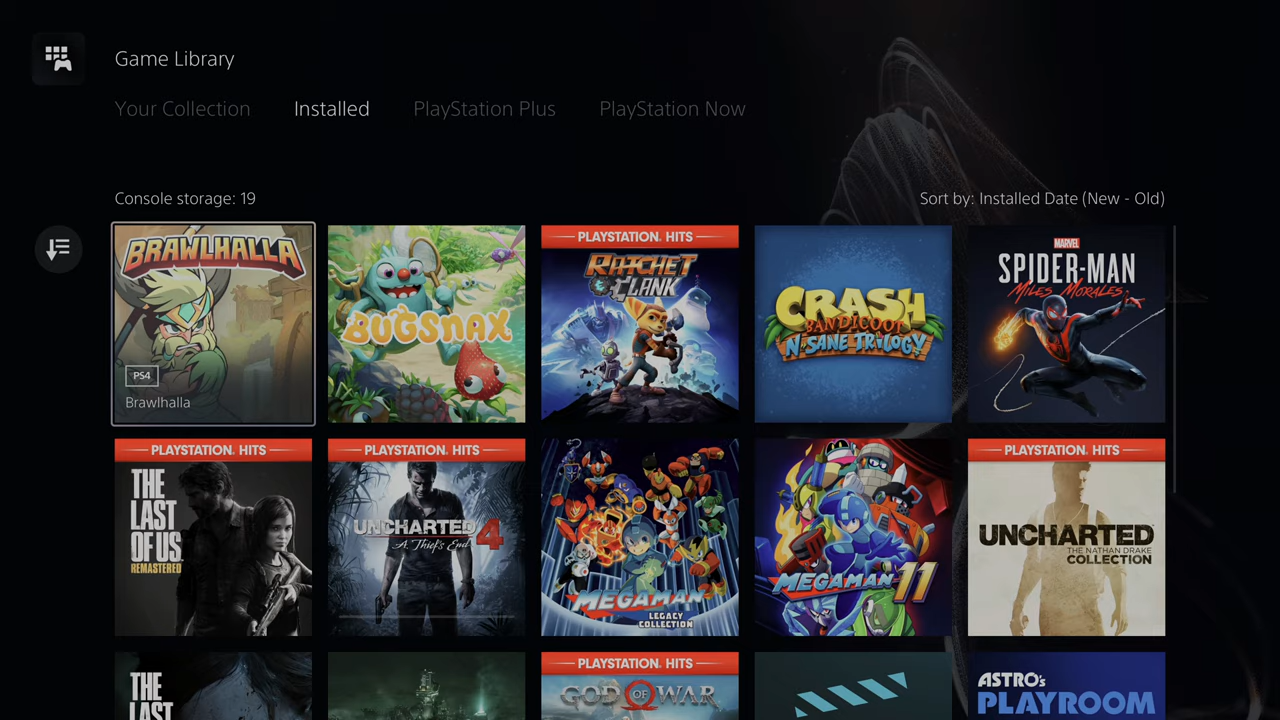 Game Library
Your Collection
Installed
PlayStation Plus
PlayStation Now
Console storage: 19
Sort by: Installed Date (New - Old)
BRAWLHALLA
PS4
Brawlhalla
BUGSNAX
PLAYSTATION HITS
RATCHET
CLANK
CRASH
BANDICOOT
N. SANE TRILOGY
MARVEL
SPIDER-MAN
MILES MORALES
PLAYSTATION HITS
THE
LAST
OF US
REMASTERED
PLAYSTATION HITS
UNCHARTED 4
A Thief's End
MEGAMAN
LEGACY
COLLECTION
MEGAMAN 11
PLAYSTATION HITS
UNCHARTED
THE NATHAN DRAKE
COLLECTION
THE
LAST
PLAYSTATION HITS
GOD OF WAR
ASTRO's
PLAYROOM